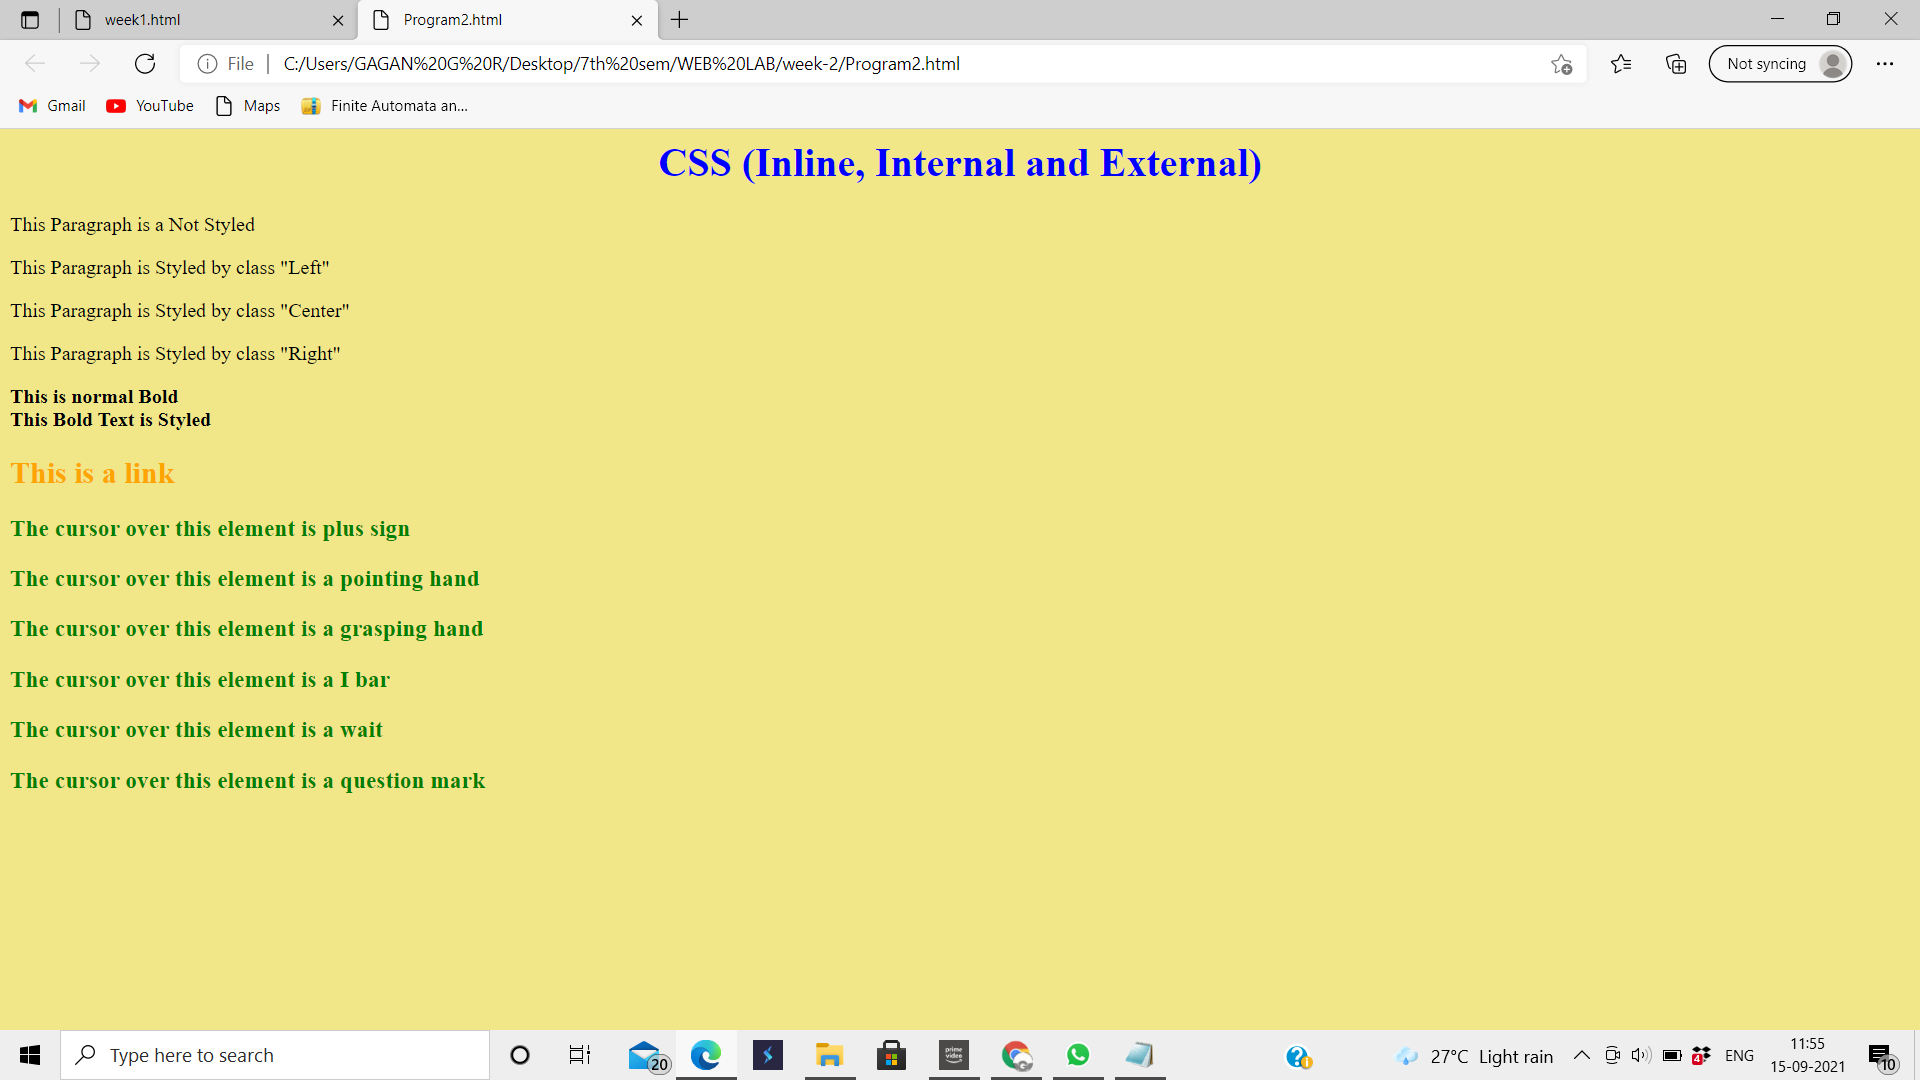 week1.html
Program2.html
File
C:/Users/GAGAN%20G%20R/Desktop/7th%20sem/WEB%20LAB/week-2/Program2.html
Not syncing
Gmail YouTube Maps Finite Automata an...
CSS (Inline, Internal and External)
This Paragraph is a Not Styled
This Paragraph is Styled by class "Left"
This Paragraph is Styled by class "Center"
This Paragraph is Styled by class "Right"
This is normal Bold
This Bold Text is Styled
This is a link
The cursor over this element is plus sign
The cursor over this element is a pointing hand
The cursor over this element is a grasping hand
The cursor over this element is a I bar
The cursor over this element is a wait
The cursor over this element is a question mark
Type here to search
20
prime video
27°C Light rain
4
ENG
11:55
15-09-2021
10